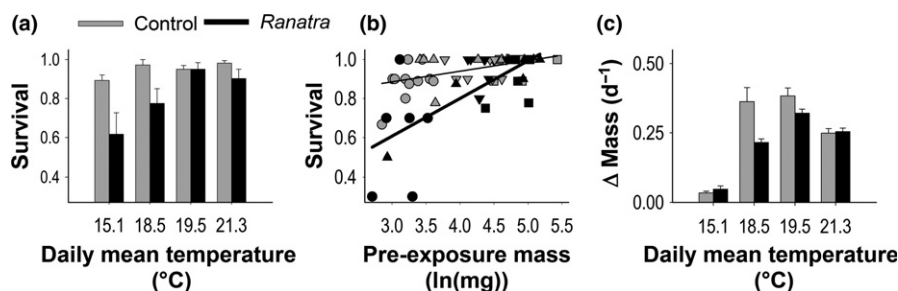 (a) Control Ranatra (b) (c)
Survival
1.0
0.8
0.6
0.4
15.1 18.5 19.5 21.3
Daily mean temperature
(°C)
Survival
1.0
0.8
0.6
0.4
3.0 3.5 4.0 4.5 5.0 5.5
Pre-exposure mass
(ln(mg))
Δ Mass (d⁻¹)
0.50
0.25
0.00
15.1 18.5 19.5 21.3
Daily mean temperature
(°C)